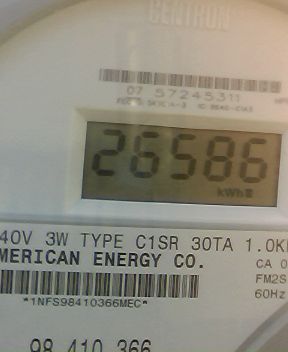 CENTRON
07 57245311
26586
kWh
40V 3W TYPE C1SR 30TA 1.0K
MERICAN ENERGY CO.
CA 0
FM2S
*1NFS98410366MEC*
60Hz
98 410 366